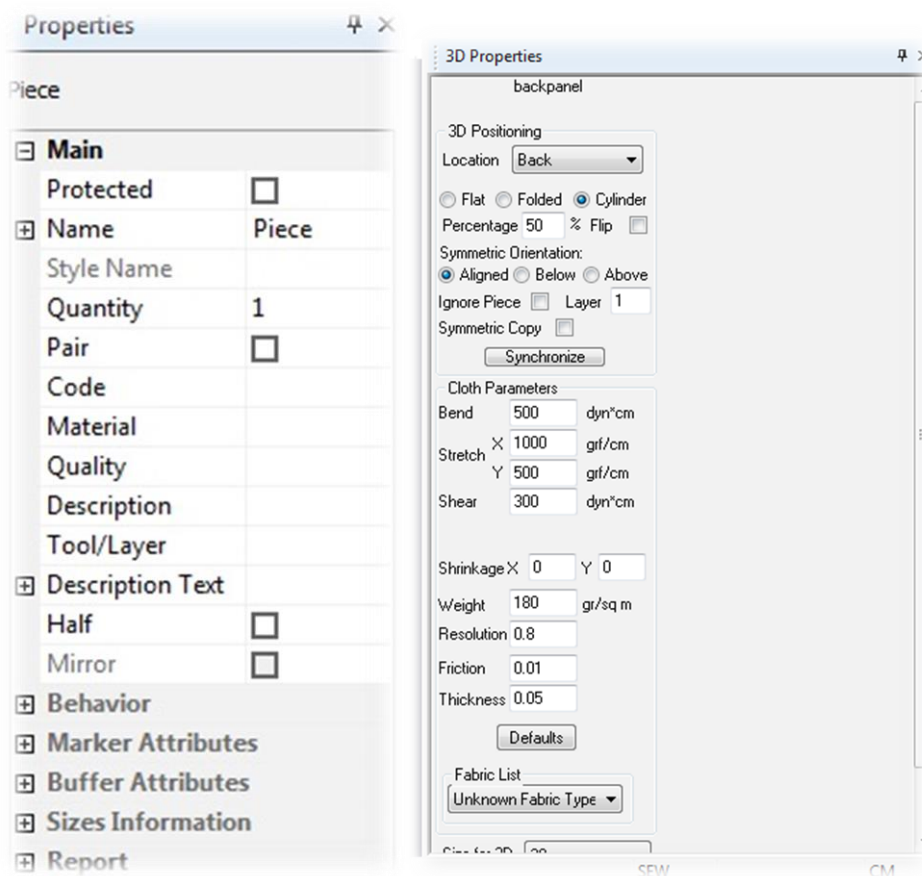 Properties
Piece
Main
Protected
Name Piece
Style Name
Quantity 1
Pair
Code
Material
Quality
Description
Tool/Layer
Description Text
Half
Mirror
Behavior
Marker Attributes
Buffer Attributes
Sizes Information
Report
3D Properties
backpanel
3D Positioning
Location Back
Flat Folded Cylinder
Percentage 50 % Flip
Symmetric Orientation:
Aligned Below Above
Ignore Piece Layer 1
Symmetric Copy
Synchronize
Cloth Parameters
Bend 500 dyn*cm
Stretch X 1000 grf/cm
Y 500 grf/cm
Shear 300 dyn*cm
Shrinkage X 0 Y 0
Weight 180 gr/sq m
Resolution 0.8
Friction 0.01
Thickness 0.05
Defaults
Fabric List
Unknown Fabric Type
Size for 3D
SEW CM